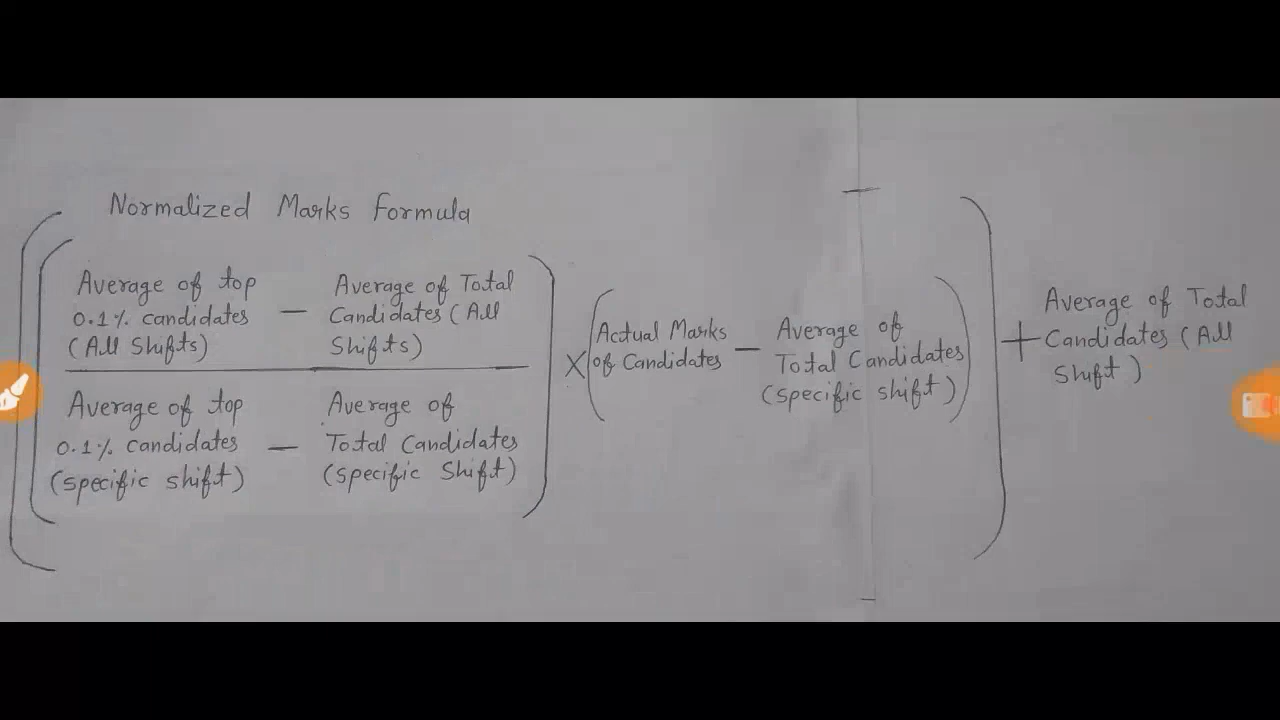 Normalized Marks Formula
Average of top
0.1% candidates
(All Shifts)
—
Average of Total
Candidates (All
Shifts)
Average of top
0.1% candidates
(specific shift)
—
Average of
Total Candidates
(specific Shift)
×
Actual Marks
of Candidates
—
Average of
Total Candidates
(specific shift)
+
Average of Total
Candidates (All
Shift)